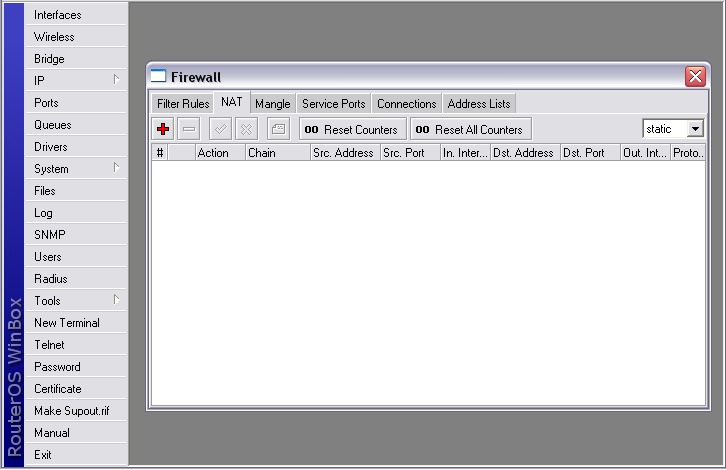 Interfaces
Wireless
Bridge
IP
Ports
Queues
Drivers
System
Files
Log
SNMP
Users
Radius
Tools
New Terminal
Telnet
Password
Certificate
Make Supout.rif
Manual
Exit
RouterOS WinBox
Firewall
Filter Rules NAT Mangle Service Ports Connections Address Lists
00 Reset Counters 00 Reset All Counters static
# Action Chain Src. Address Src. Port In. Inter... Dst. Address Dst. Port Out. Int... Proto...